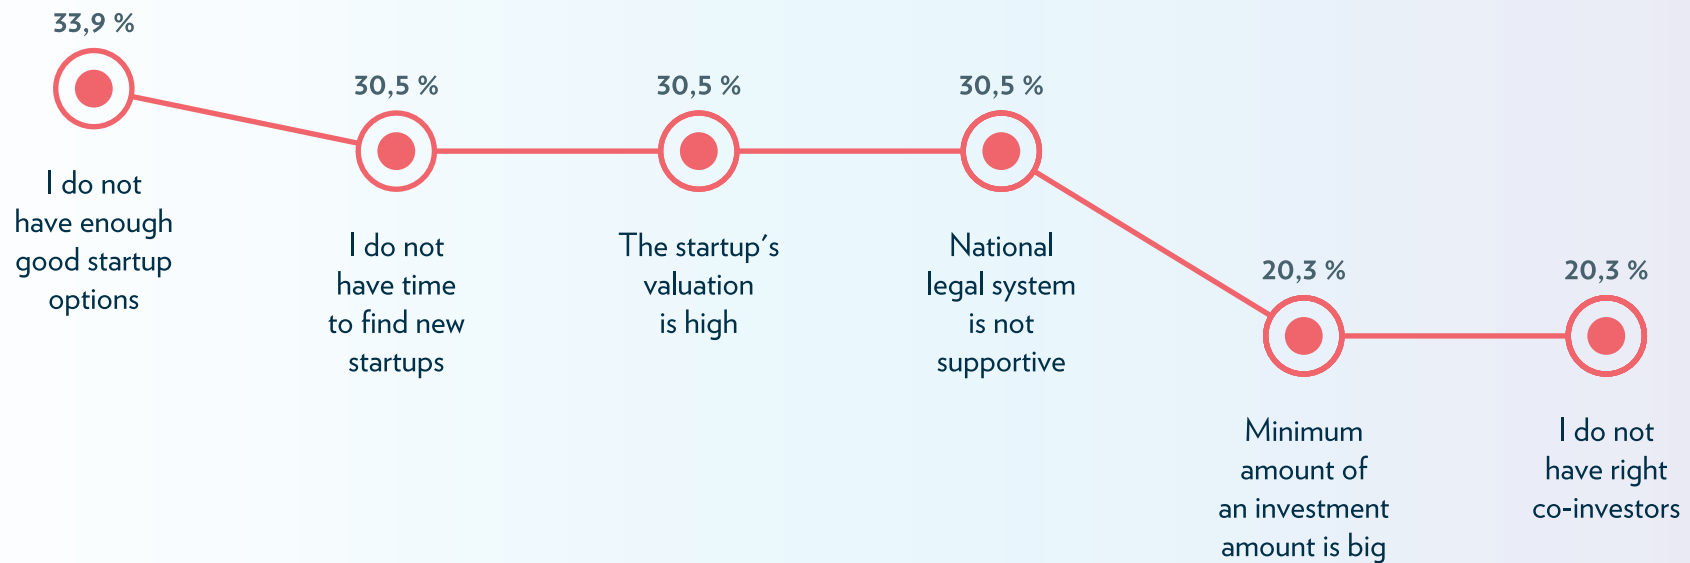 33,9 %
I do not
have enough
good startup
options
30,5 %
I do not
have time
to find new
startups
30,5 %
The startup's
valuation
is high
30,5 %
National
legal system
is not
supportive
20,3 %
Minimum
amount of
an investment
amount is big
20,3 %
I do not
have right
co-investors